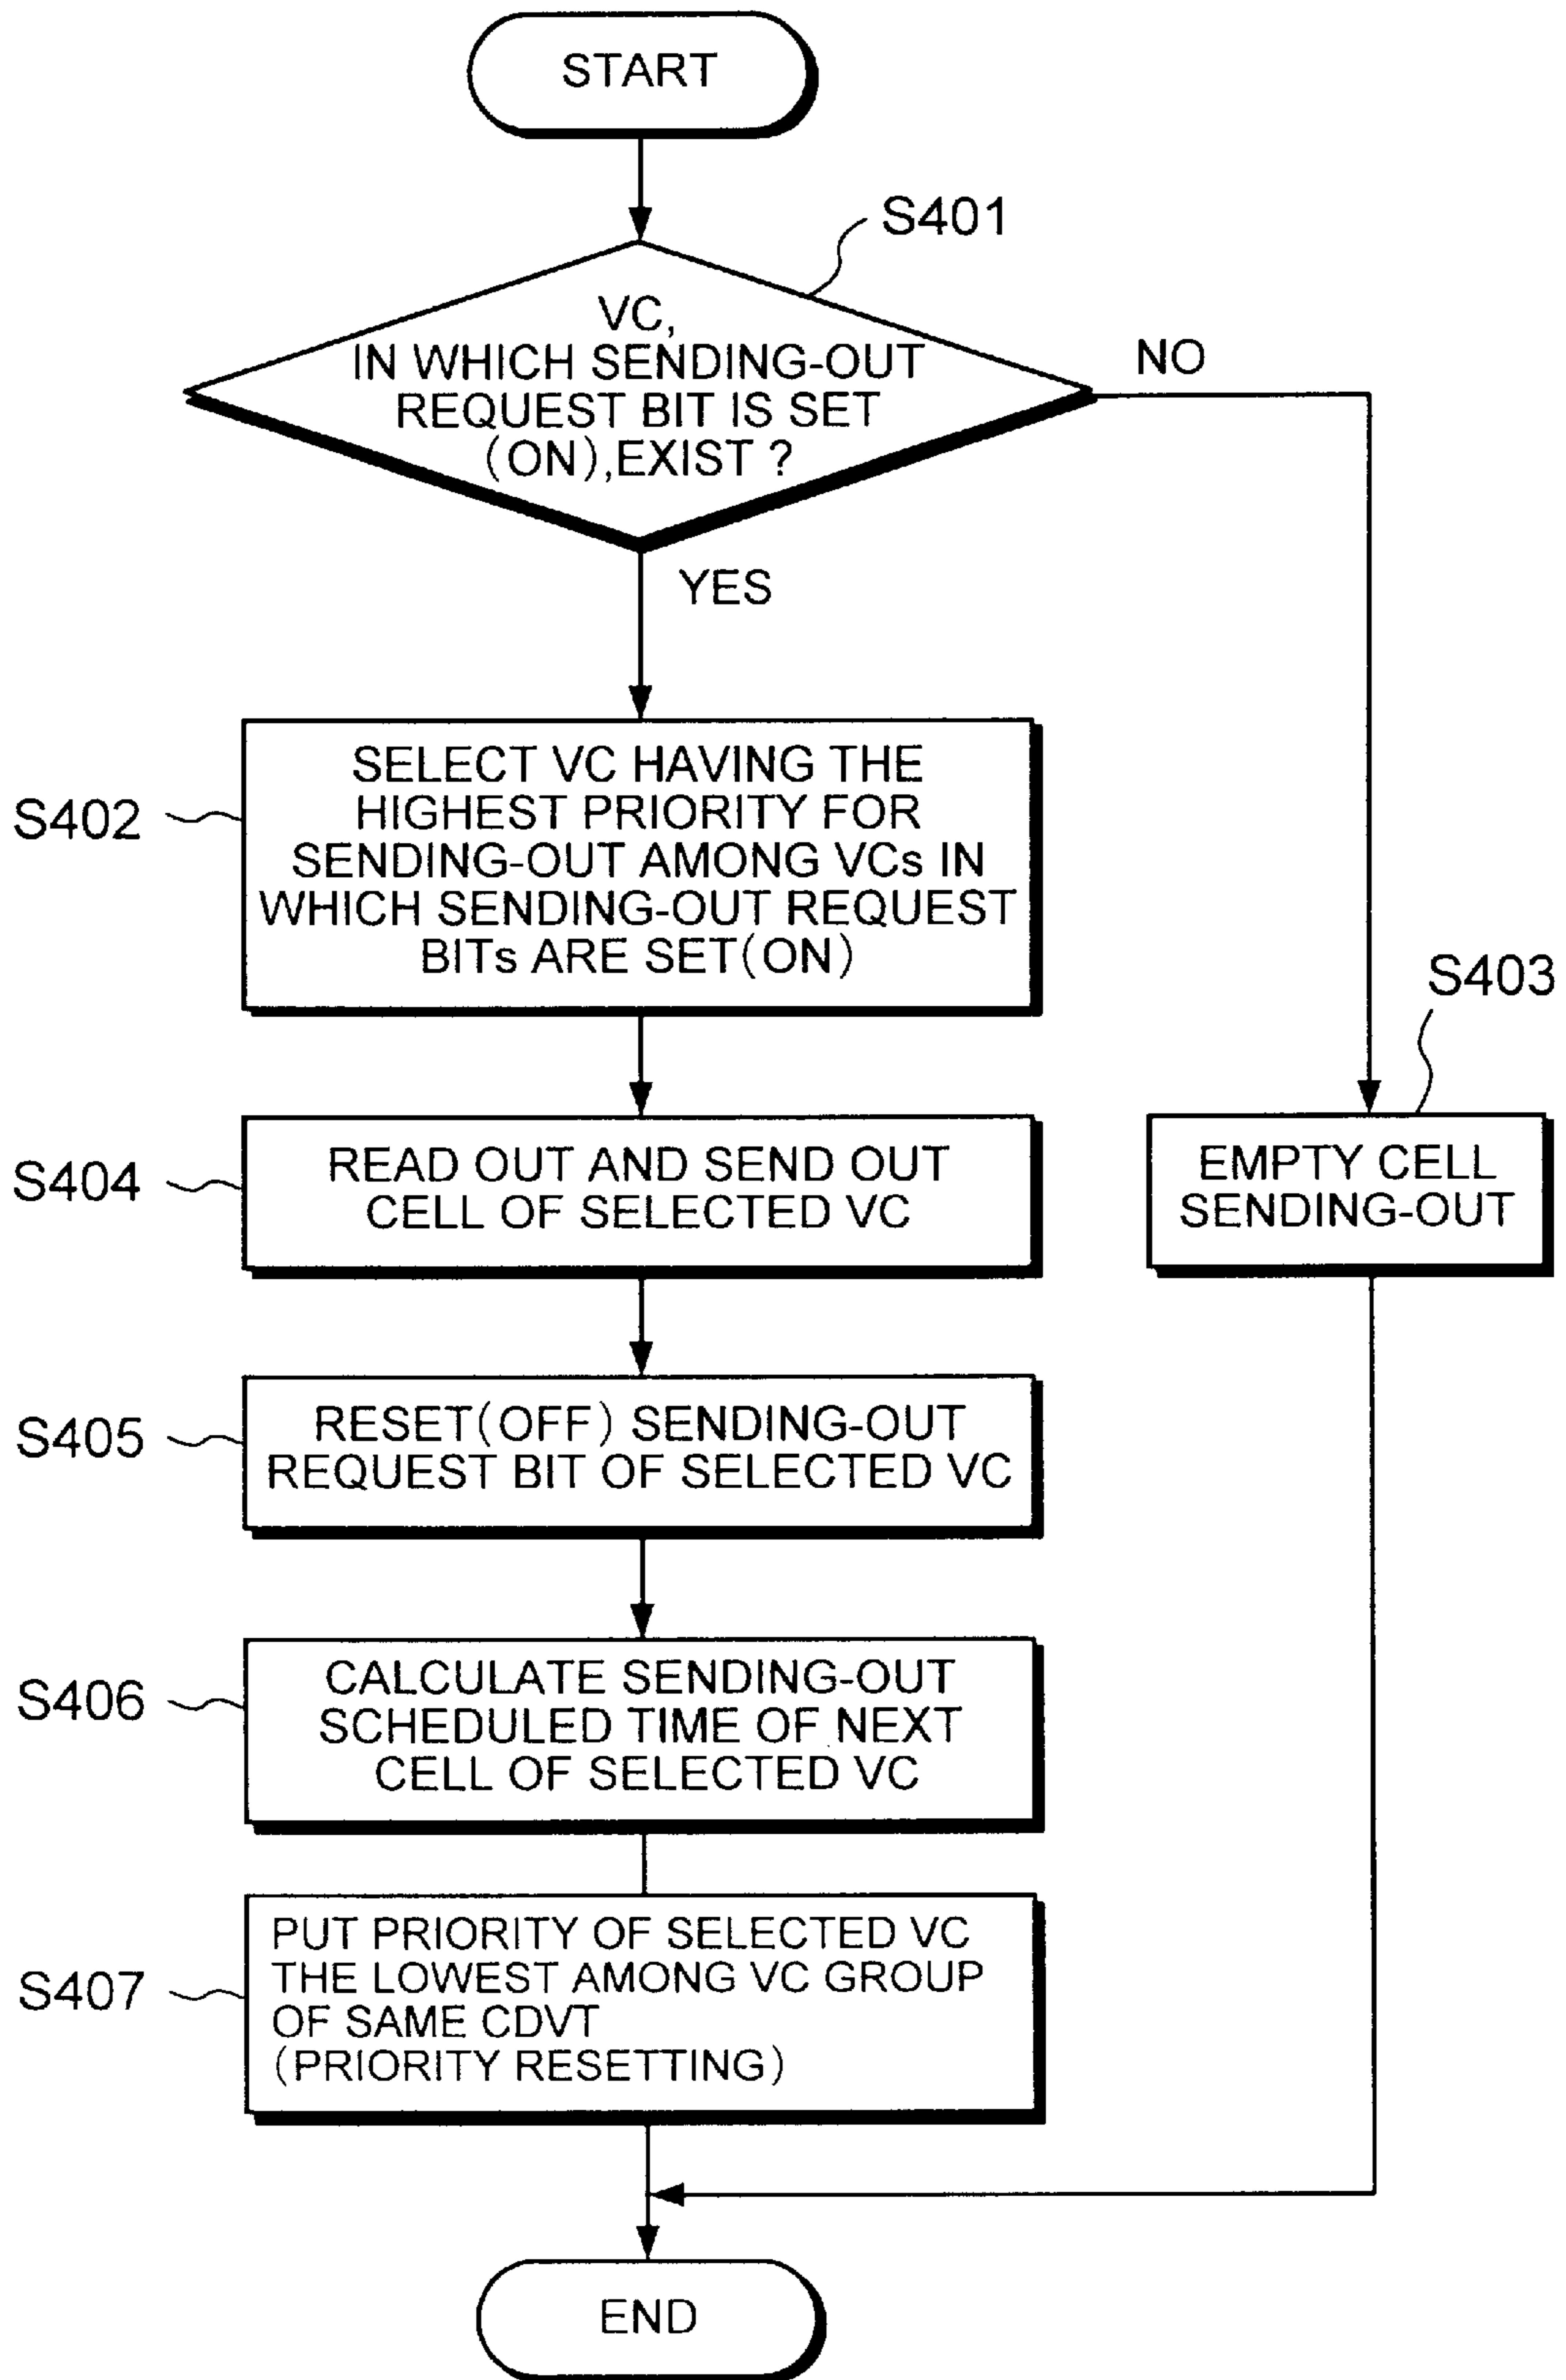 START
S401
VC,
IN WHICH SENDING-OUT
REQUEST BIT IS SET
(ON),EXIST ?
NO
YES
S402
SELECT VC HAVING THE
HIGHEST PRIORITY FOR
SENDING-OUT AMONG VCs IN
WHICH SENDING-OUT REQUEST
BITs ARE SET(ON)
S403
EMPTY CELL
SENDING-OUT
S404
READ OUT AND SEND OUT
CELL OF SELECTED VC
S405
RESET(OFF) SENDING-OUT
REQUEST BIT OF SELECTED VC
S406
CALCULATE SENDING-OUT
SCHEDULED TIME OF NEXT
CELL OF SELECTED VC
S407
PUT PRIORITY OF SELECTED VC
THE LOWEST AMONG VC GROUP
OF SAME CDVT
(PRIORITY RESETTING)
END